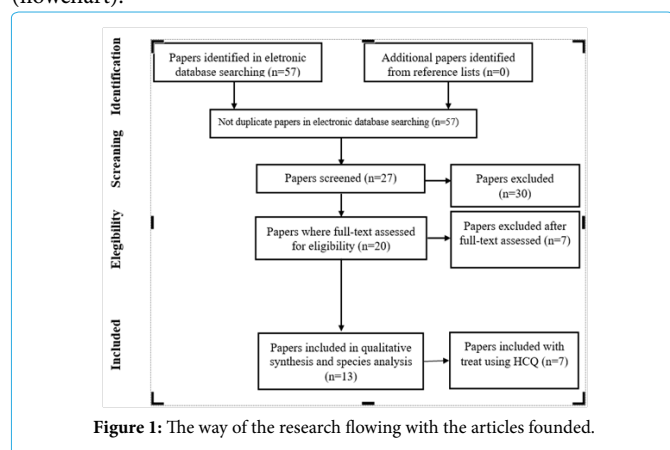 (flowchart).
Identification
Papers identified in eletronic
database searching (n=57)
Additional papers identified
from reference lists (n=0)
Not duplicate papers in electronic database searching (n=57)
Screaning
Papers screened (n=27)
Papers excluded
(n=30)
Elegibility
Papers where full-text assessed
for eligibility (n=20)
Papers excluded after
full-text assessed (n=7)
Included
Papers included in qualitative
synthesis and species analysis
(n=13)
Papers included with
treat using HCQ (n=7)
Figure 1: The way of the research flowing with the articles founded.